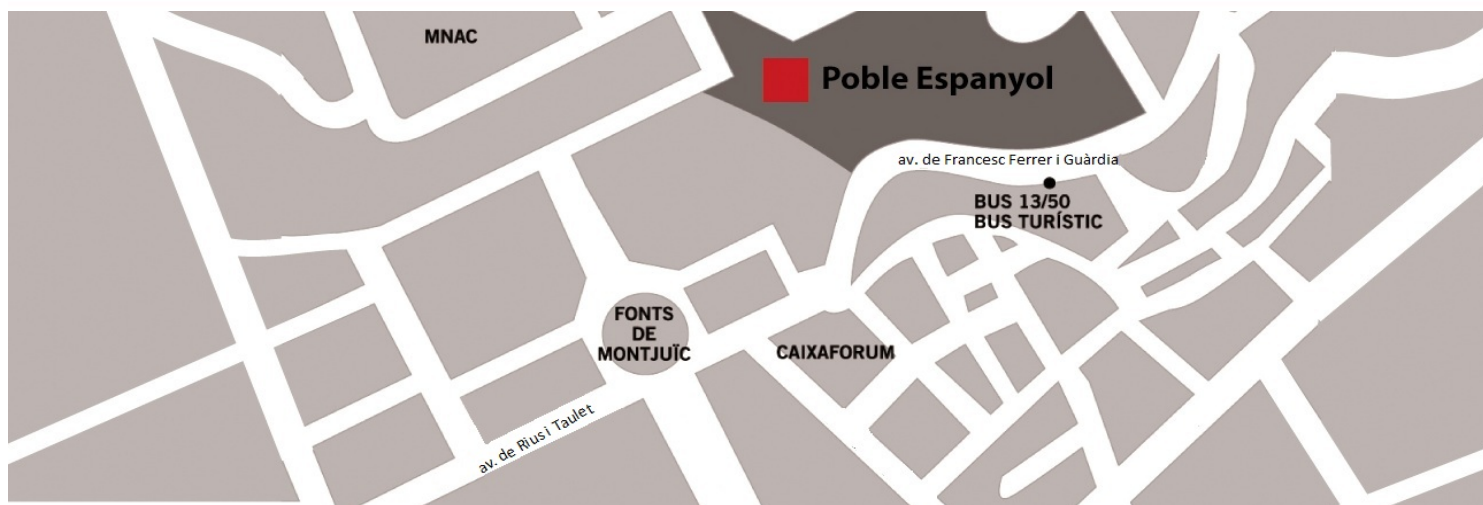 MNAC
Poble Espanyol
av. de Francesc Ferrer i Guàrdia
BUS 13/50
BUS TURÍSTIC
FONTS
DE
MONTJUÏC
CAIXAFORUM
av. de Rius i Taulet